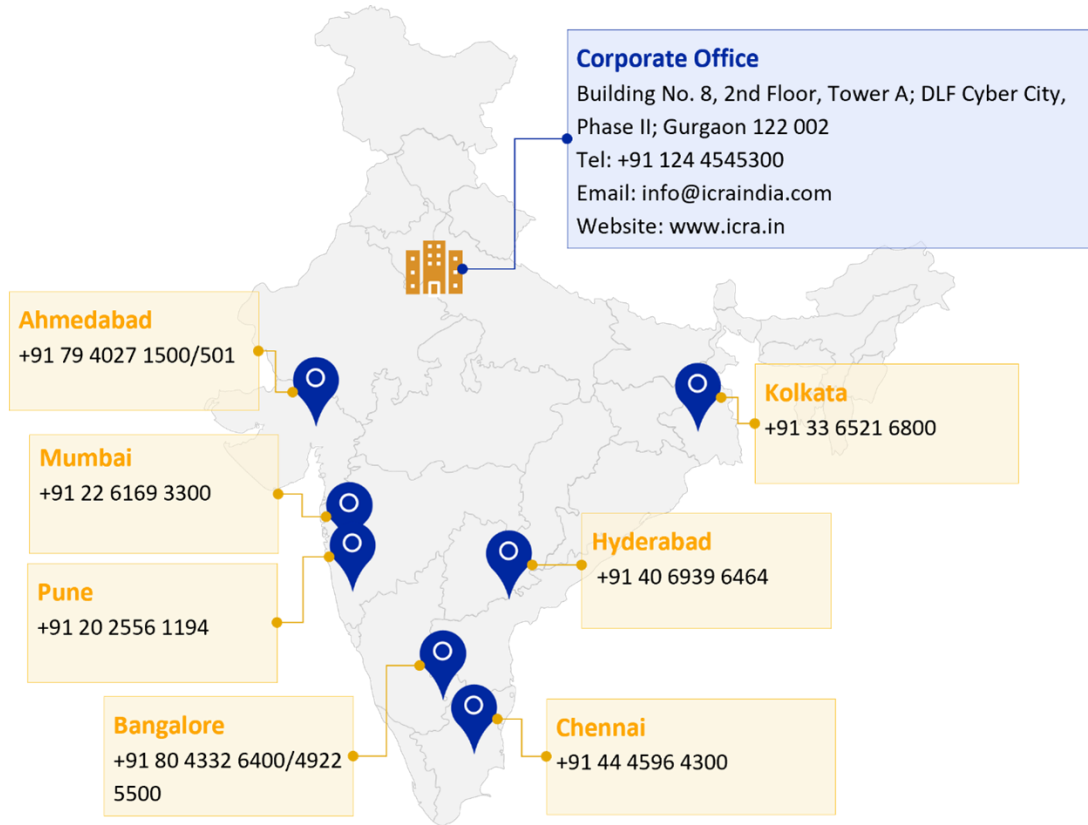 Corporate Office
Building No. 8, 2nd Floor, Tower A; DLF Cyber City,
Phase II; Gurgaon 122 002
Tel: +91 124 4545300
Email: info@icraindia.com
Website: www.icra.in
Ahmedabad
+91 79 4027 1500/501
Kolkata
+91 33 6521 6800
Mumbai
+91 22 6169 3300
Hyderabad
+91 40 6939 6464
Pune
+91 20 2556 1194
Bangalore
+91 80 4332 6400/4922
5500
Chennai
+91 44 4596 4300